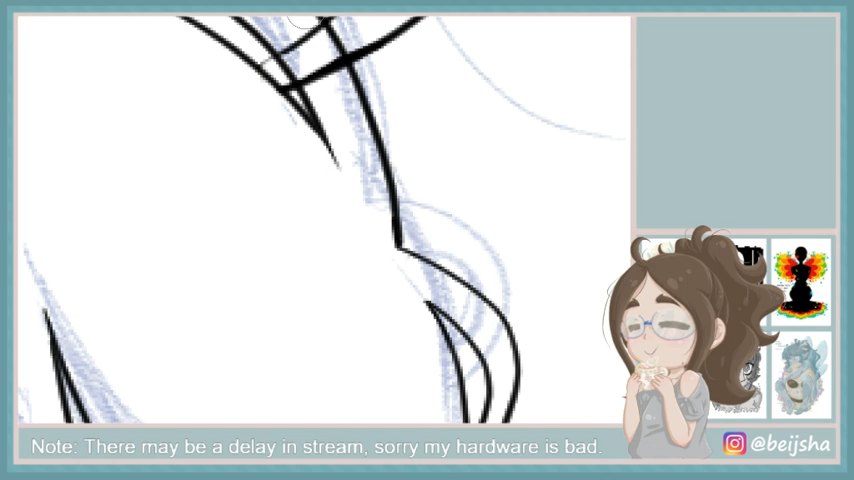 Note: There may be a delay in stream, sorry my hardware is bad.
@beijsha